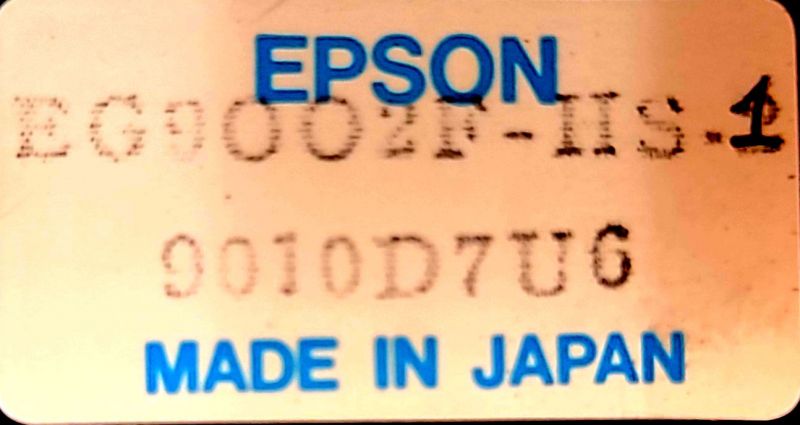 EPSON
EG9002F-HS-1
9010D7U6
MADE IN JAPAN